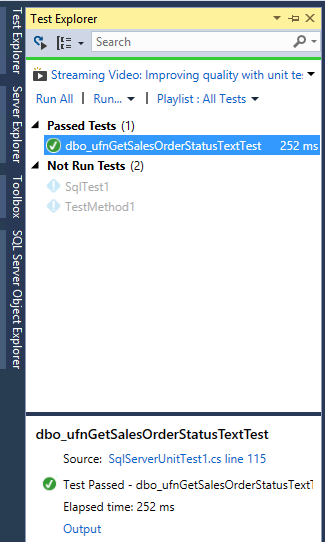 Test Explorer
Server Explorer
Toolbox
SQL Server Object Explorer
Test Explorer
Search
Streaming Video: Improving quality with unit te
Run All | Run... | Playlist : All Tests
Passed Tests (1)
dbo_ufnGetSalesOrderStatusTextTest 252 ms
Not Run Tests (2)
SqlTest1
TestMethod1
dbo_ufnGetSalesOrderStatusTextTest
Source: SqlServerUnitTest1.cs line 115
Test Passed - dbo_ufnGetSalesOrderStatusTextT
Elapsed time: 252 ms
Output